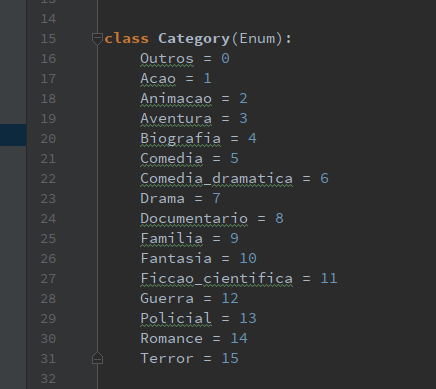 14
15 class Category(Enum):
16 Outros = 0
17 Acao = 1
18 Animacao = 2
19 Aventura = 3
20 Biografia = 4
21 Comedia = 5
22 Comedia_dramatica = 6
23 Drama = 7
24 Documentario = 8
25 Familia = 9
26 Fantasia = 10
27 Ficcao_cientifica = 11
28 Guerra = 12
29 Policial = 13
30 Romance = 14
31 Terror = 15
32